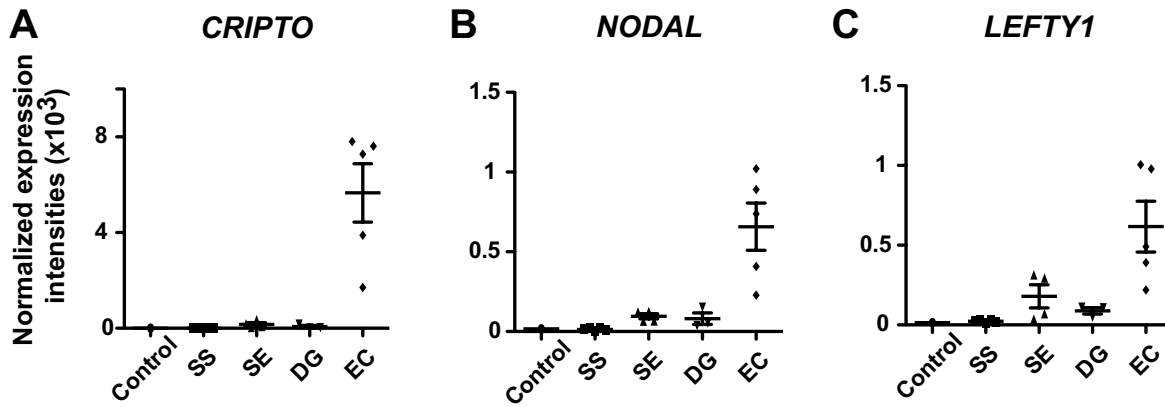 A CRIPTO B NODAL C LEFTY1
Normalized expression
intensities (x10³)
8
4
0
Control SS SE DG EC
1.5
1
0.5
0
Control SS SE DG EC
1.5
1
0.5
0
Control SS SE DG EC